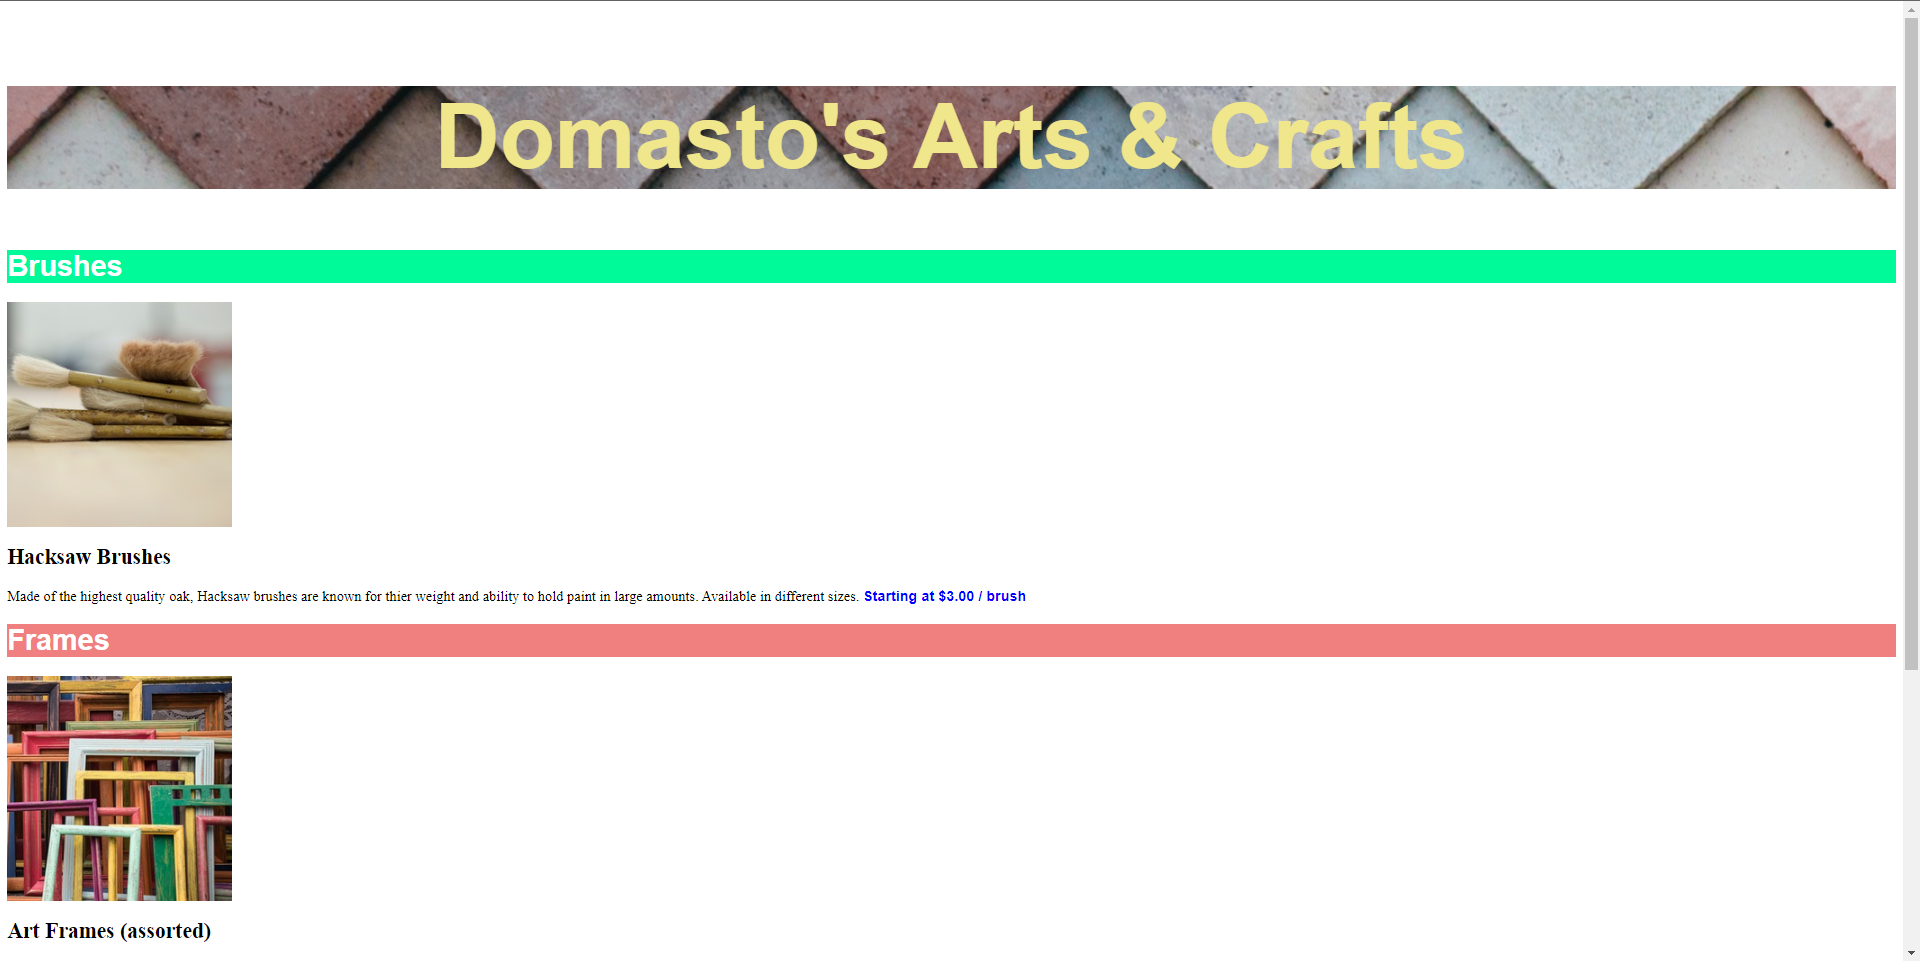 Domasto's Arts & Crafts
Brushes
Hacksaw Brushes
Made of the highest quality oak, Hacksaw brushes are known for thier weight and ability to hold paint in large amounts. Available in different sizes. Starting at $3.00 / brush
Frames
Art Frames (assorted)